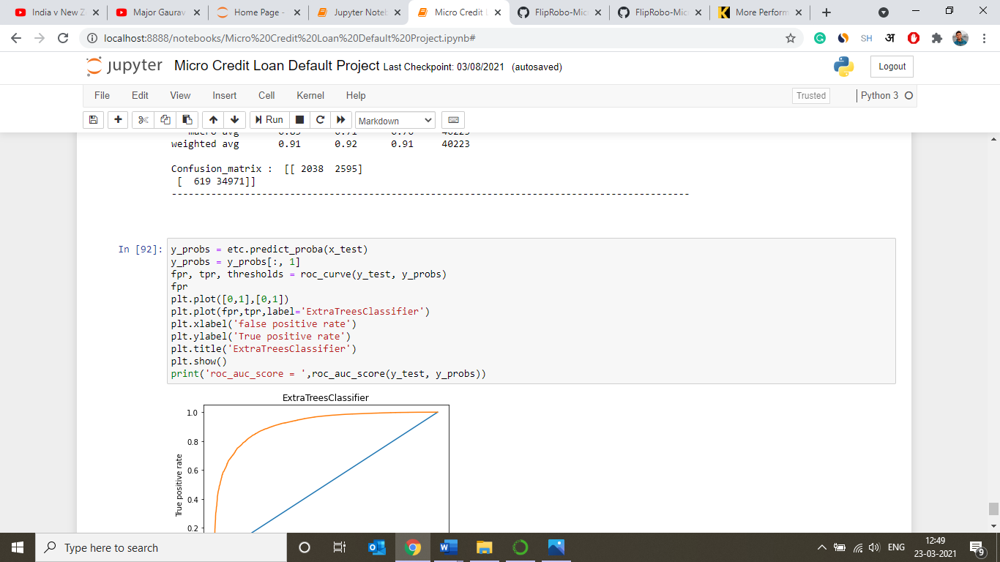 India v New Z
Major Gaurav
Home Page -
Jupyter Noteb
Micro Credit L
FlipRobo-Mic
FlipRobo-Mic
More Perform
localhost:8888/notebooks/Micro%20Credit%20Loan%20Default%20Project.ipynb#
SH
अ
jupyter Micro Credit Loan Default Project Last Checkpoint: 03/08/2021 (autosaved)
Logout
File Edit View Insert Cell Kernel Help
Trusted
Python 3
Run
Markdown
macro avg 0.85 0.71 0.76 40223
weighted avg 0.91 0.92 0.91 40223
Confusion_matrix : [[ 2038 2595]
[ 619 34971]]
--------------------------------------------------------------------------------------------
In [92]:
y_probs = etc.predict_proba(x_test)
y_probs = y_probs[:, 1]
fpr, tpr, thresholds = roc_curve(y_test, y_probs)
fpr
plt.plot([0,1],[0,1])
plt.plot(fpr,tpr,label='ExtraTreesClassifier')
plt.xlabel('false positive rate')
plt.ylabel('True positive rate')
plt.title('ExtraTreesClassifier')
plt.show()
print('roc_auc_score = ',roc_auc_score(y_test, y_probs))
ExtraTreesClassifier
1.0
0.8
0.6
0.4
0.2
True positive rate
Type here to search
ENG
12:49
23-03-2021
9